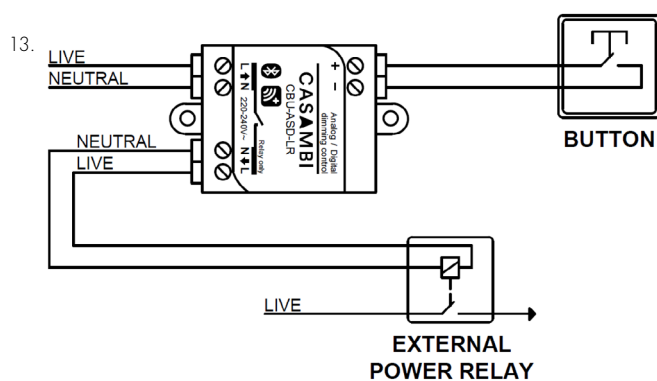 13.
LIVE
NEUTRAL
NEUTRAL
LIVE
L N
220-240V~
N L
Relay only
CASAMBI
CBU-ASD-LR
Analog / Digital
dimming control
+
−
BUTTON
LIVE
EXTERNAL
POWER RELAY